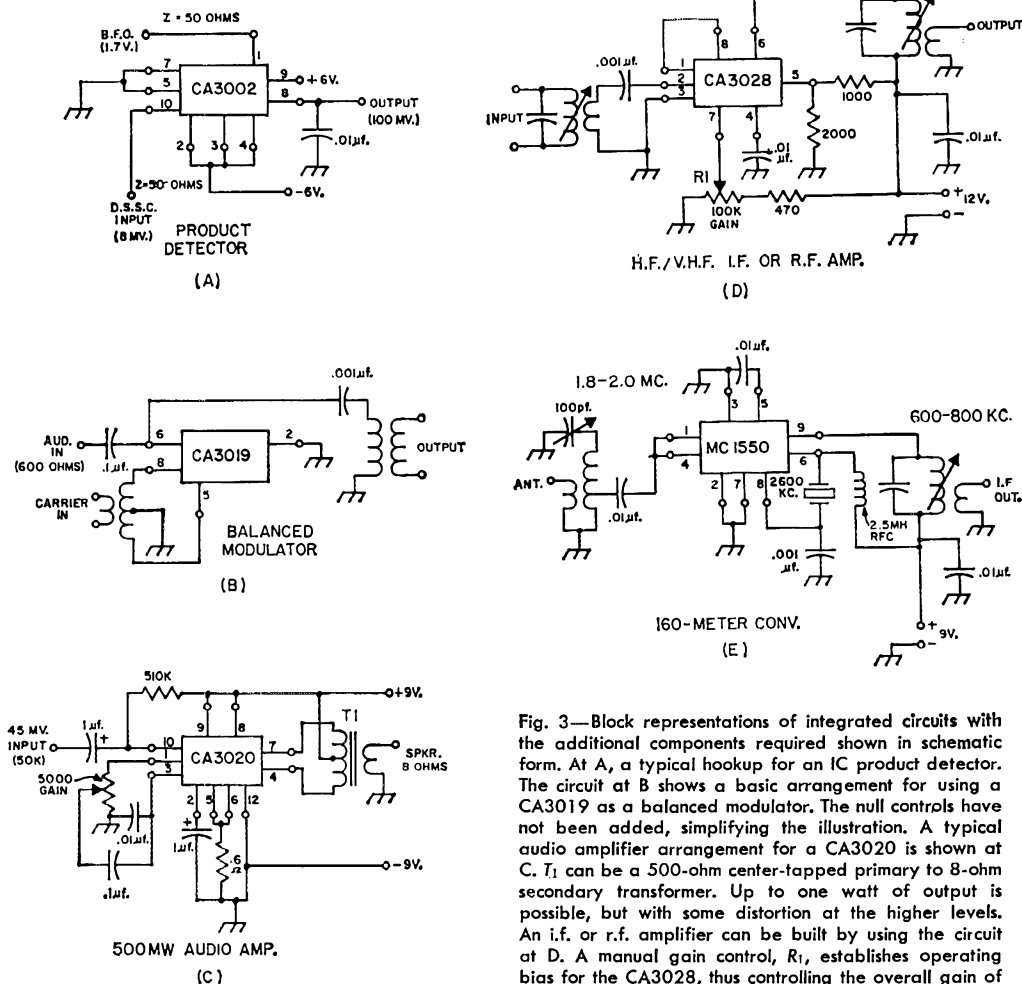 Z = 50 OHMS
B.F.O.
(1.7 V.)
1
7
5
10
CA3002
9
+6V.
8
OUTPUT
(100 MV.)
.01µf.
2
3
4
-6V.
Z=50 OHMS
D.S.S.C.
INPUT
(8 MV.)
PRODUCT
DETECTOR
(A)
.001µf.
AUD.
IN
(600 OHMS)
.1µf.
6
8
CA3019
2
5
OUTPUT
CARRIER
IN
BALANCED
MODULATOR
(B)
510K
+9V.
45 MV.
INPUT
(50K)
1µf.
+
9
8
10
1
3
CA3020
7
4
T1
SPKR.
8 OHMS
5000
GAIN
.01µf.
.1µf.
2
5
6
12
+
1µf.
.6
Ω
-9V.
500MW AUDIO AMP.
(C)
OUTPUT
8
6
.001µf.
1
2
3
CA3028
5
1000
INPUT
7
4
.01
µf.
2000
.01µf.
R1
100K
GAIN
470
+
12V.
-
H.F./V.H.F. I.F. OR R.F. AMP.
(D)
.01µf.
1.8-2.0 MC.
3
5
100pf.
600-800 KC.
1
4
MC1550
9
6
ANT.
.01µf.
2
7
8
2600
KC.
2.5MH
RFC
I.F
OUT.
.001
µf.
.01µf.
+
9V.
-
160-METER CONV.
(E)
Fig. 3—Block representations of integrated circuits with
the additional components required shown in schematic
form. At A, a typical hookup for an IC product detector.
The circuit at B shows a basic arrangement for using a
CA3019 as a balanced modulator. The null controls have
not been added, simplifying the illustration. A typical
audio amplifier arrangement for a CA3020 is shown at
C. T1 can be a 500-ohm center-tapped primary to 8-ohm
secondary transformer. Up to one watt of output is
possible, but with some distortion at the higher levels.
An i.f. or r.f. amplifier can be built by using the circuit
at D. A manual gain control, R1, establishes operating
bias for the CA3028, thus controlling the overall gain of